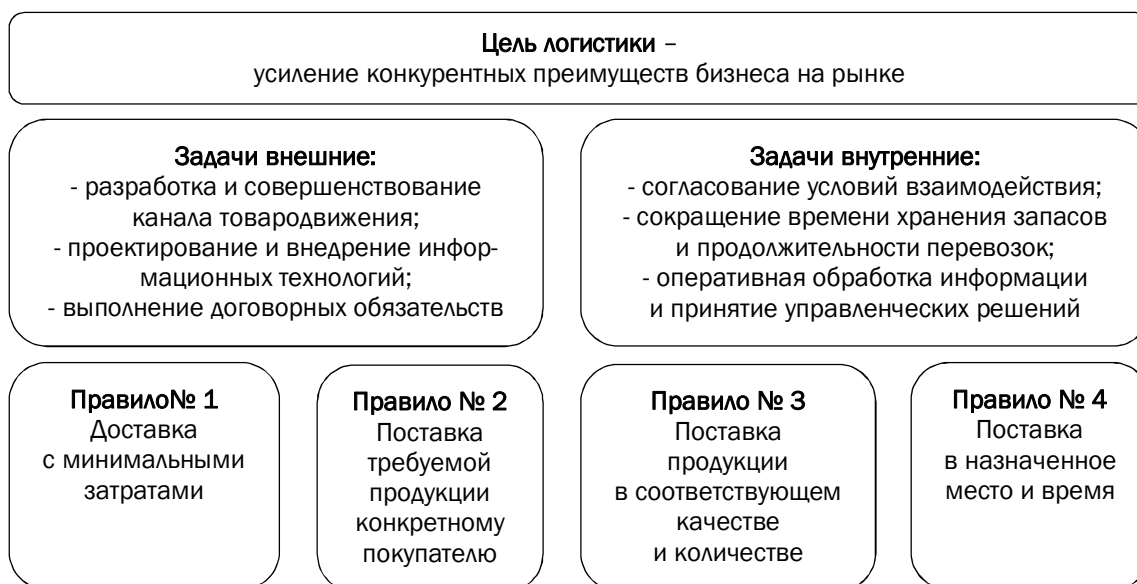 Цель логистики –
усиление конкурентных преимуществ бизнеса на рынке
Задачи внешние:
- разработка и совершенствование
канала товародвижения;
- проектирование и внедрение инфор-
мационных технологий;
- выполнение договорных обязательств
Задачи внутренние:
- согласование условий взаимодействия;
- сокращение времени хранения запасов
и продолжительности перевозок;
- оперативная обработка информации
и принятие управленческих решений
Правило№ 1
Доставка
с минимальными
затратами
Правило № 2
Поставка
требуемой
продукции
конкретному
покупателю
Правило № 3
Поставка
продукции
в соответствующем
качестве
и количестве
Правило № 4
Поставка
в назначенное
место и время